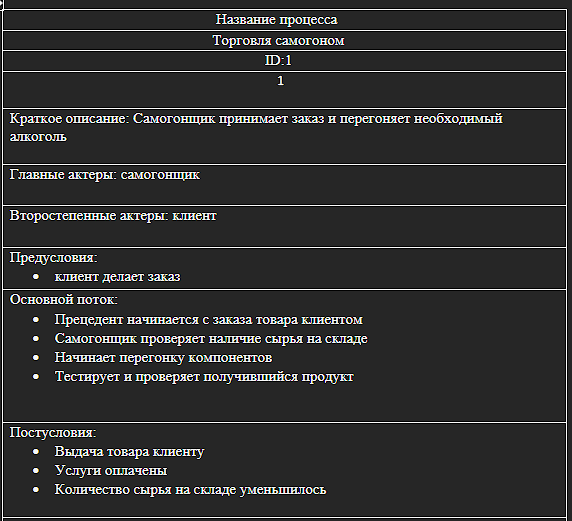 Название процесса
Торговля самогоном
ID:1
1
Краткое описание: Самогонщик принимает заказ и перегоняет необходимый
алкоголь
Главные актеры: самогонщик
Второстепенные актеры: клиент
Предусловия:
• клиент делает заказ
Основной поток:
• Прецедент начинается с заказа товара клиентом
• Самогонщик проверяет наличие сырья на складе
• Начинает перегонку компонентов
• Тестирует и проверяет получившийся продукт
Постусловия:
• Выдача товара клиенту
• Услуги оплачены
• Количество сырья на складе уменьшилось